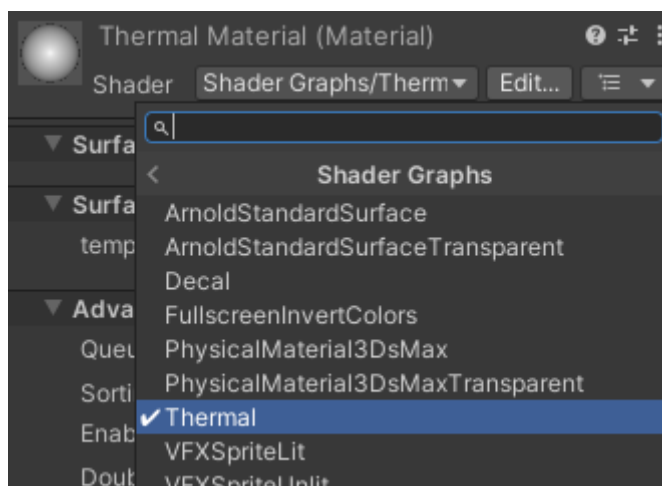 Thermal Material (Material)
Shader Shader Graphs/Therm Edit...
Surfa
Shader Graphs
Surfa
ArnoldStandardSurface
temp
ArnoldStandardSurfaceTransparent
Decal
Adva
FullscreenInvertColors
Queu
PhysicalMaterial3DsMax
Sorti
PhysicalMaterial3DsMaxTransparent
Thermal
Enab
VFXSpriteLit
Doub
VFXSpriteUnlit